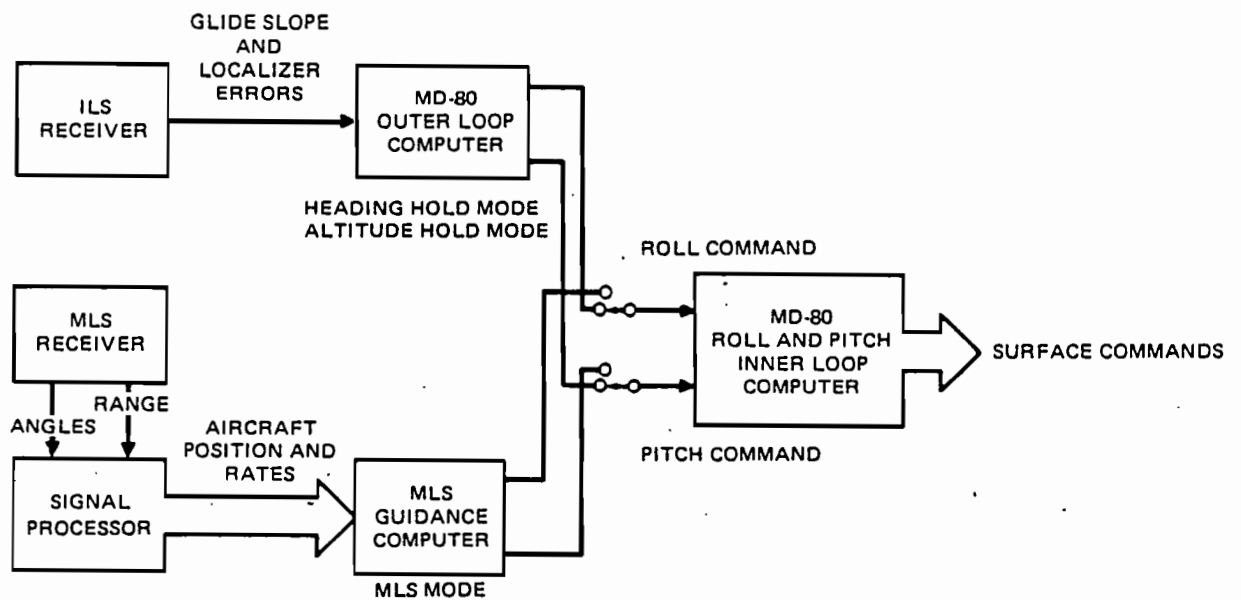 GLIDE SLOPE
AND
LOCALIZER
ERRORS
ILS
RECEIVER
MD-80
OUTER LOOP
COMPUTER
HEADING HOLD MODE
ALTITUDE HOLD MODE
ROLL COMMAND
MLS
RECEIVER
MD-80
ROLL AND PITCH
INNER LOOP
COMPUTER
SURFACE COMMANDS
ANGLES
RANGE
AIRCRAFT
POSITION AND
RATES
PITCH COMMAND
SIGNAL
PROCESSOR
MLS
GUIDANCE
COMPUTER
MLS MODE